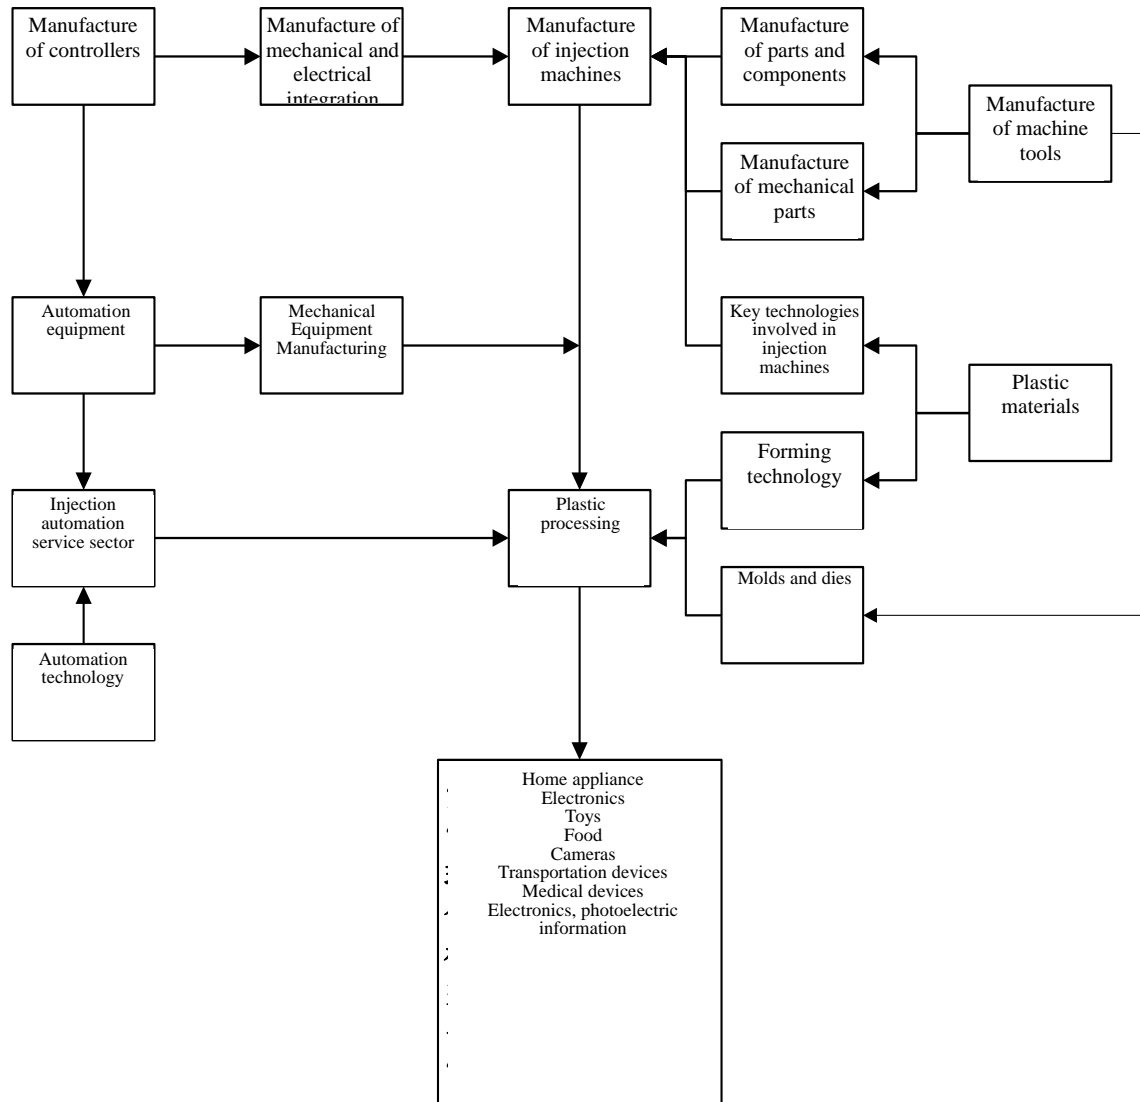 Manufacture
of controllers
Manufacture of
mechanical and
electrical
integration
Manufacture
of injection
machines
Manufacture
of parts and
components
Manufacture
of machine
tools
Manufacture
of mechanical
parts
Automation
equipment
Mechanical
Equipment
Manufacturing
Key technologies
involved in
injection
machines
Plastic
materials
Forming
technology
Injection
automation
service sector
Plastic
processing
Molds and dies
Automation
technology
Home appliance
Electronics
Toys
Food
Cameras
Transportation devices
Medical devices
Electronics, photoelectric
information